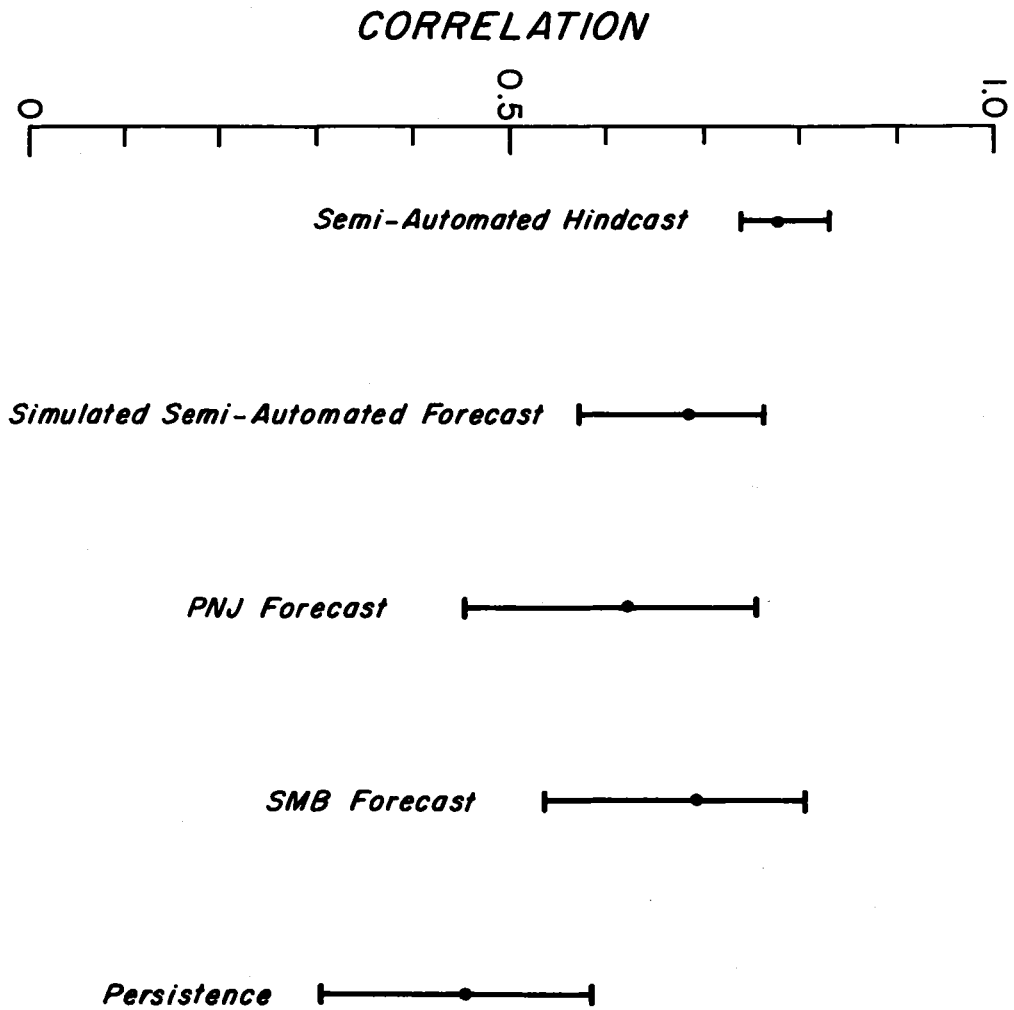 CORRELATION
0 0.5 1.0
Semi-Automated Hindcast
Simulated Semi-Automated Forecast
PNJ Forecast
SMB Forecast
Persistence